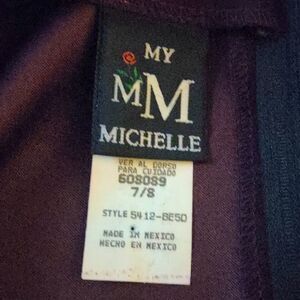 MY
MM
MICHELLE
VER AL DORSO
PARA CUIDADO
608089
7/8
STYLE 5412-BE50
MADE IN MEXICO
HECHO EN MEXICO